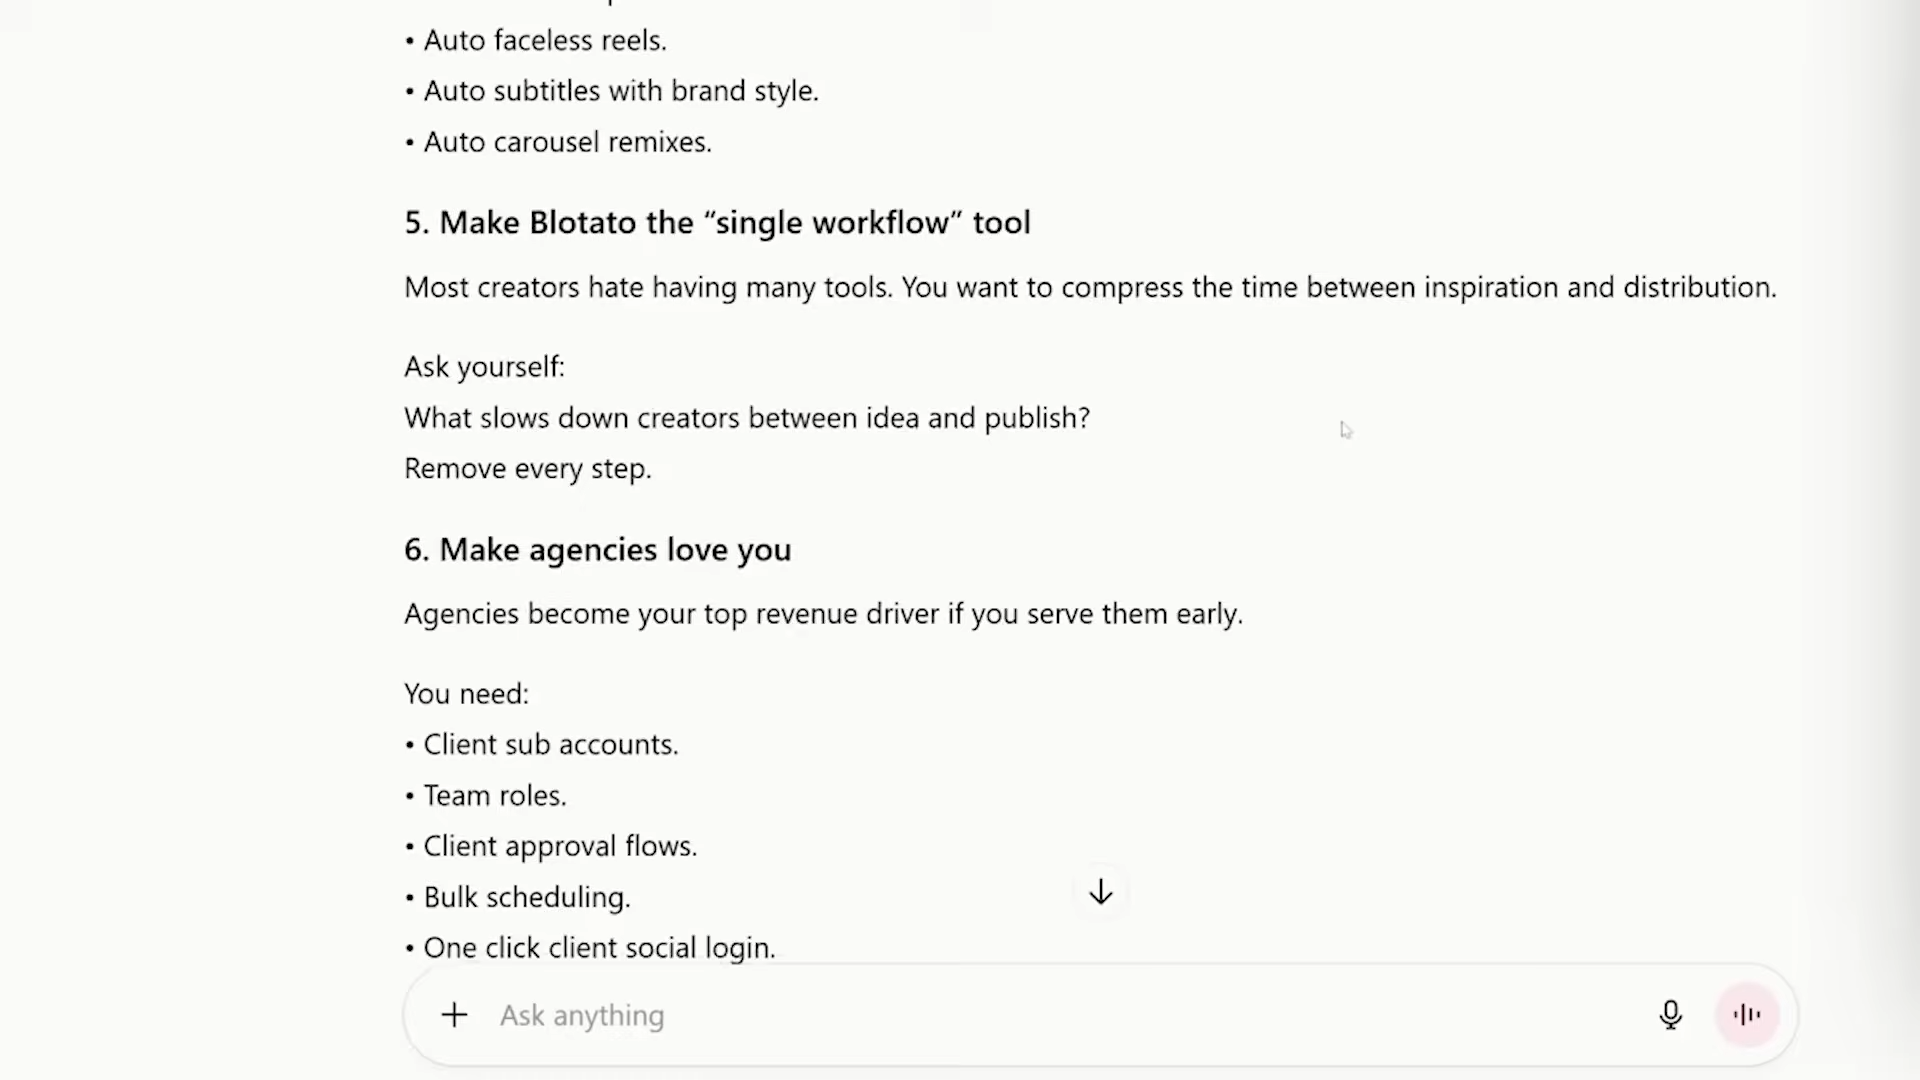 • Auto faceless reels.
• Auto subtitles with brand style.
• Auto carousel remixes.
5. Make Blotato the “single workflow” tool
Most creators hate having many tools. You want to compress the time between inspiration and distribution.
Ask yourself:
What slows down creators between idea and publish?
Remove every step.
6. Make agencies love you
Agencies become your top revenue driver if you serve them early.
You need:
• Client sub accounts.
• Team roles.
• Client approval flows.
• Bulk scheduling.
• One click client social login.
Ask anything